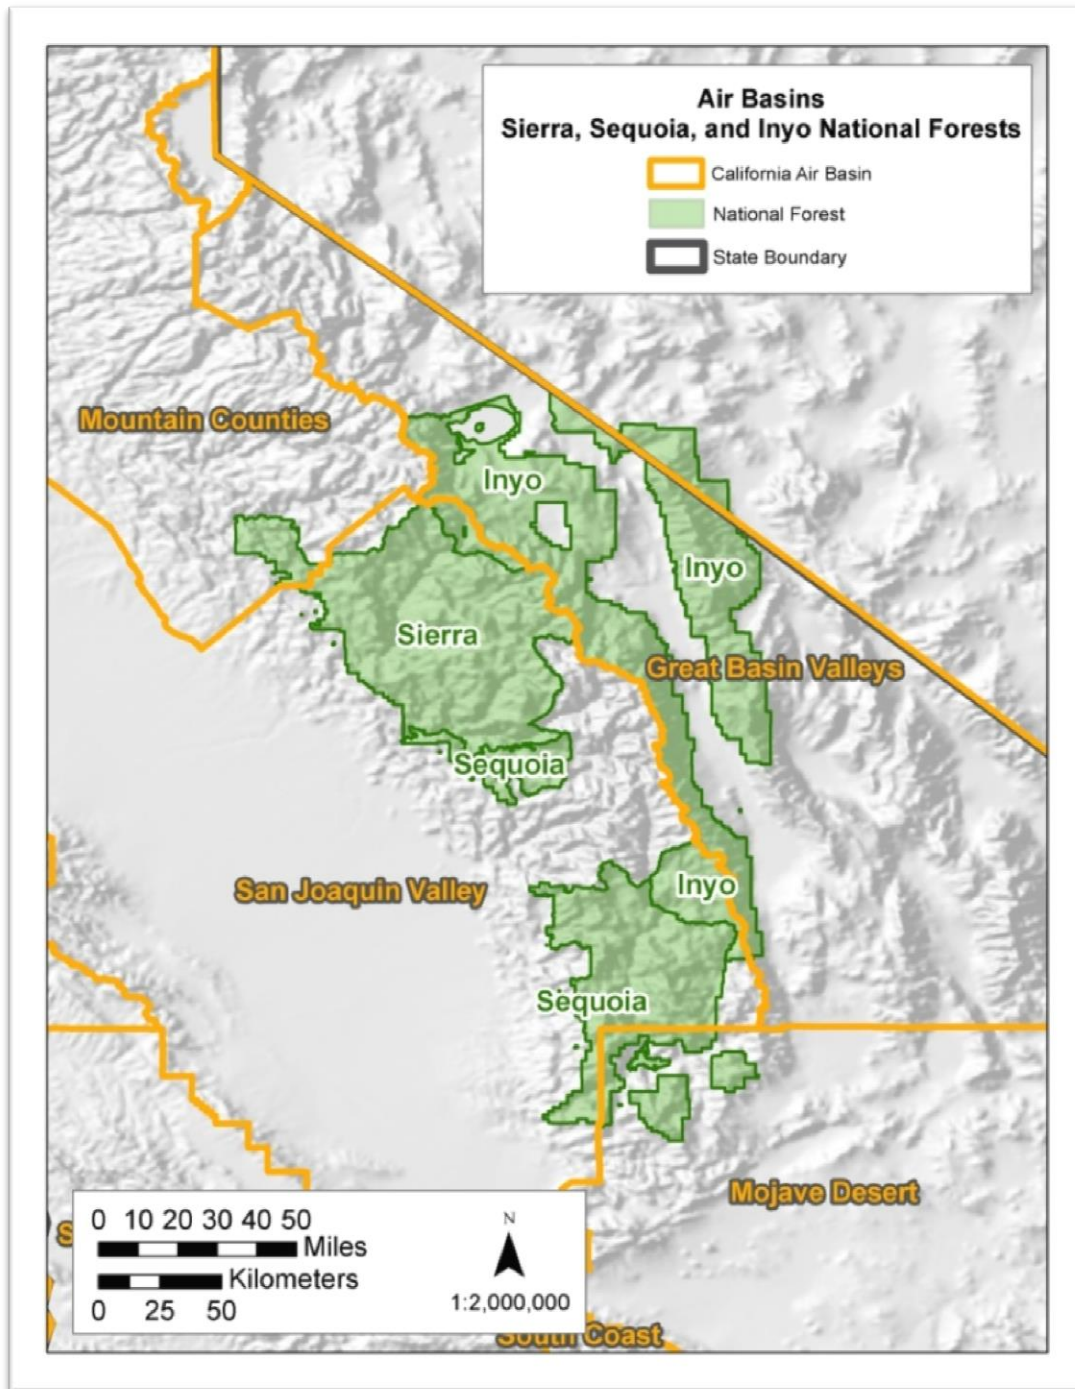 Air Basins
Sierra, Sequoia, and Inyo National Forests
California Air Basin
National Forest
State Boundary
Mountain Counties
Inyo
Inyo
Sierra
Great Basin Valleys
Sequoia
San Joaquin Valley
Inyo
Sequoia
Mojave Desert
0 10 20 30 40 50
Miles
Kilometers
0 25 50
N
1:2,000,000
S
South Coast